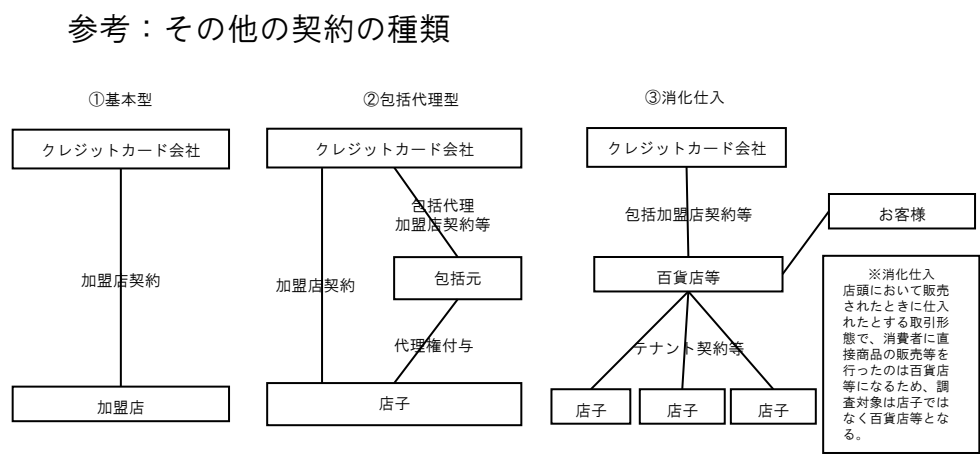 参考：その他の契約の種類
①基本型
クレジットカード会社
加盟店契約
加盟店
②包括代理型
クレジットカード会社
包括代理
加盟店契約等
加盟店契約
包括元
代理権付与
店子
③消化仕入
クレジットカード会社
包括加盟店契約等
お客様
百貨店等
テナント契約等
店子
店子
店子
※消化仕入
店頭において販売
されたときに仕入
れたとする取引形
態で、消費者に直
接商品の販売等を
行ったのは百貨店
等になるため、調
査対象は店子では
なく百貨店等とな
る。